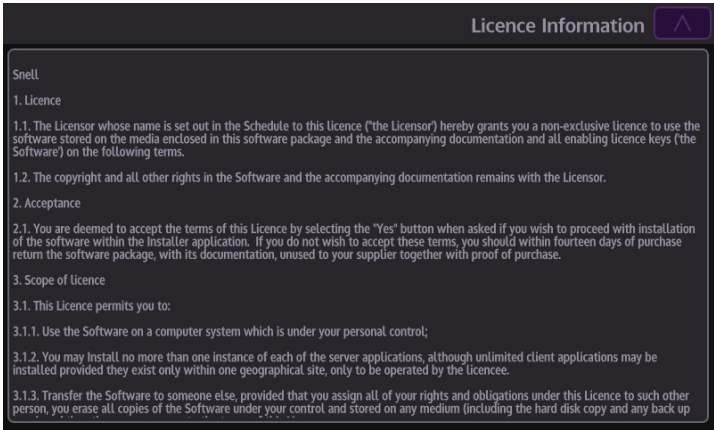 Licence Information
Snell
1. Licence
1.1. The Licensor whose name is set out in the Schedule to this licence ("the Licensor') hereby grants you a non-exclusive licence to use the
software stored on the media enclosed in this software package and the accompanying documentation and all enabling licence keys ('the
Software') on the following terms.
1.2. The copyright and all other rights in the Software and the accompanying documentation remains with the Licensor.
2. Acceptance
2.1. You are deemed to accept the terms of this Licence by selecting the "Yes" button when asked if you wish to proceed with installation
of the software within the Installer application.  If you do not wish to accept these terms, you should within fourteen days of purchase
return the software package, with its documentation, unused to your supplier together with proof of purchase.
3. Scope of licence
3.1. This Licence permits you to:
3.1.1. Use the Software on a computer system which is under your personal control;
3.1.2. You may Install no more than one instance of each of the server applications, although unlimited client applications may be
installed provided they exist only within one geographical site, only to be operated by the licencee.
3.1.3. Transfer the Software to someone else, provided that you assign all of your rights and obligations under this Licence to such other
person, you erase all copies of the Software under your control and stored on any medium (including the hard disk copy and any back up